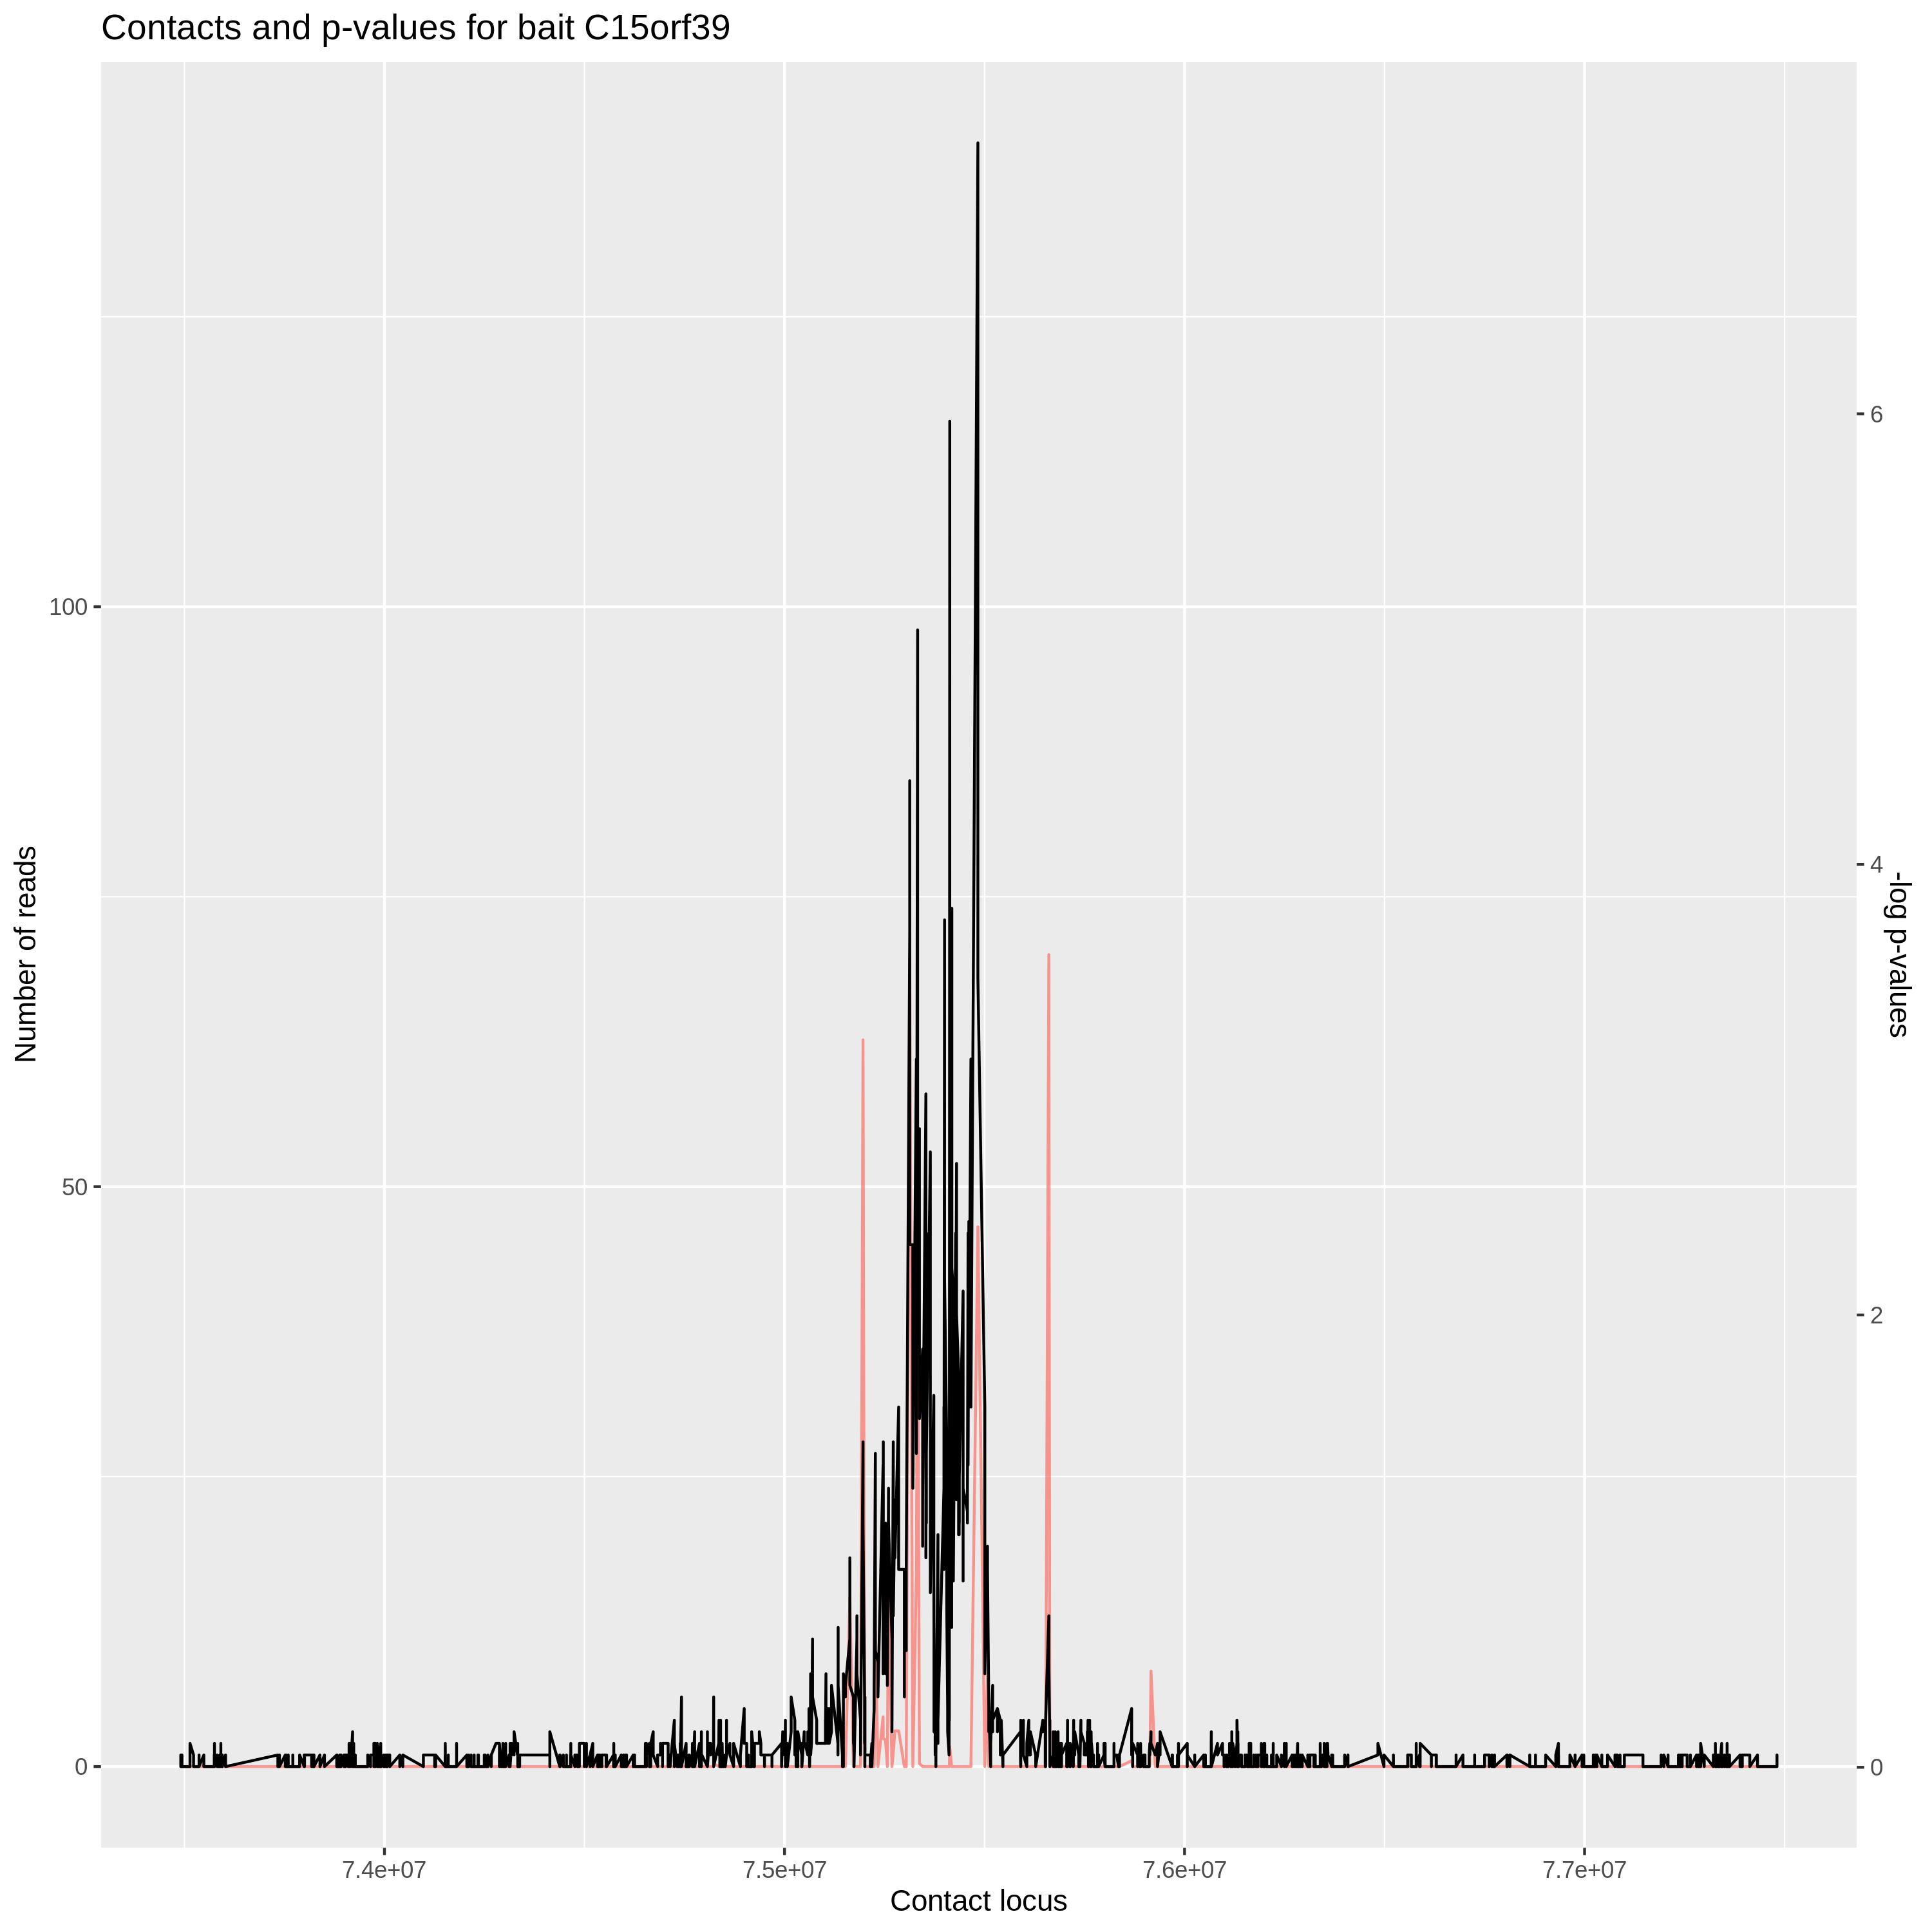 Contacts and p-values for bait C15orf39
Number of reads
100
50
0
6
4
2
0
-log p-values
7.4e+07
7.5e+07
7.6e+07
7.7e+07
Contact locus